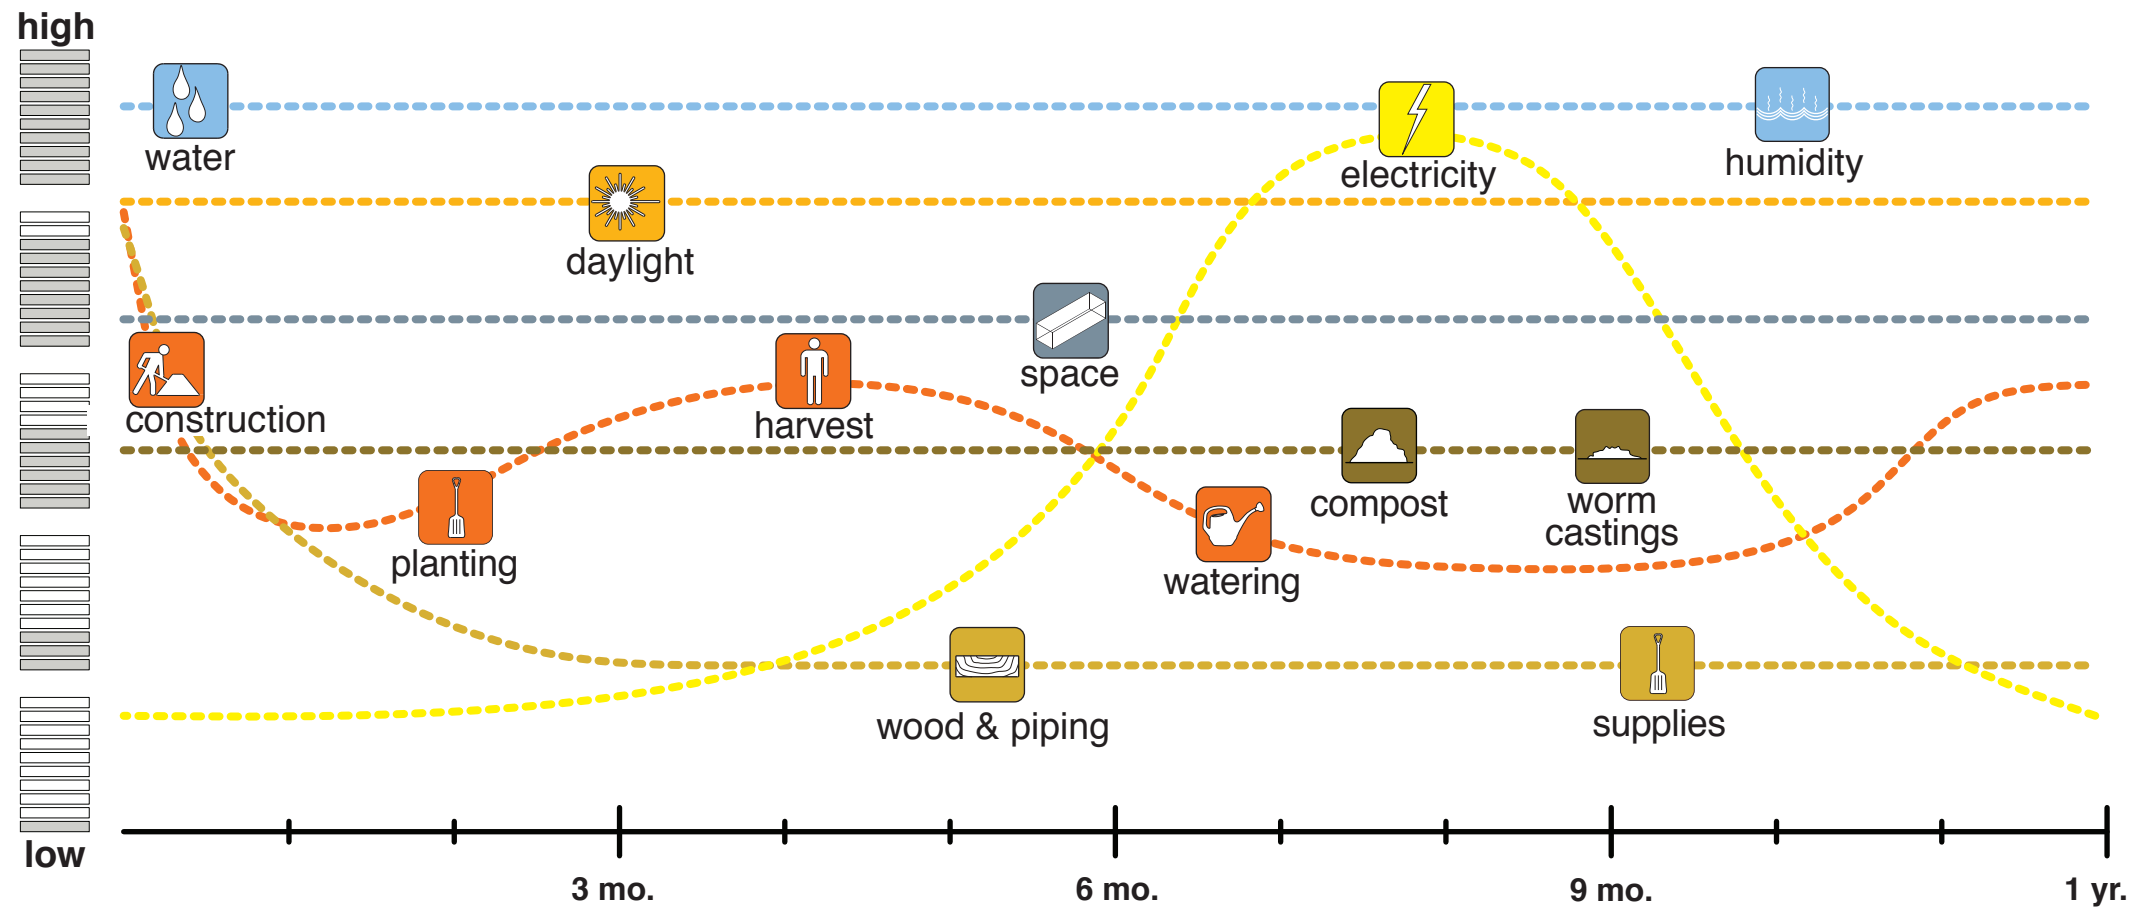 high
water
electricity
humidity
daylight
space
construction
harvest
compost
worm
castings
planting
watering
wood & piping
supplies
low
3 mo.
6 mo.
9 mo.
1 yr.